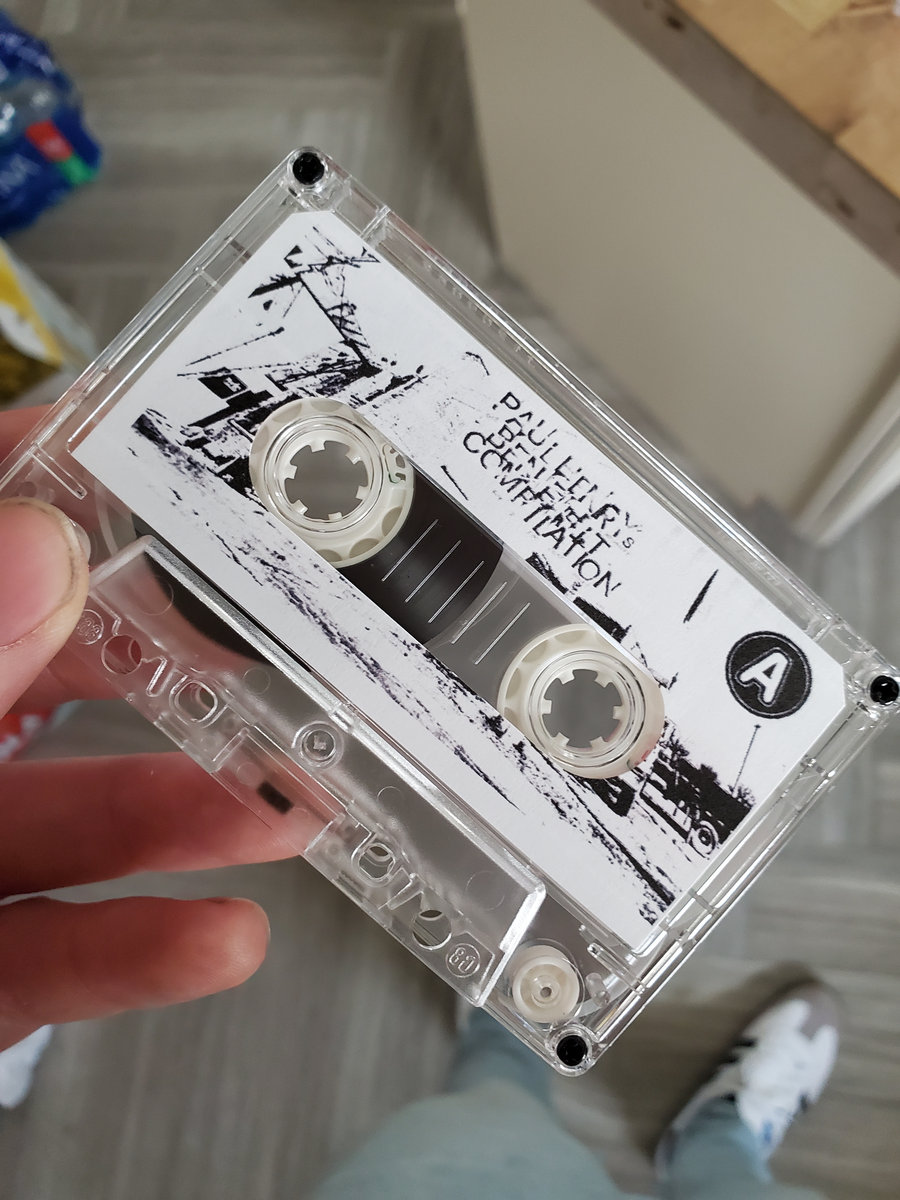 PAUL HENRY'S
BENEFIT
COMPILATION
A